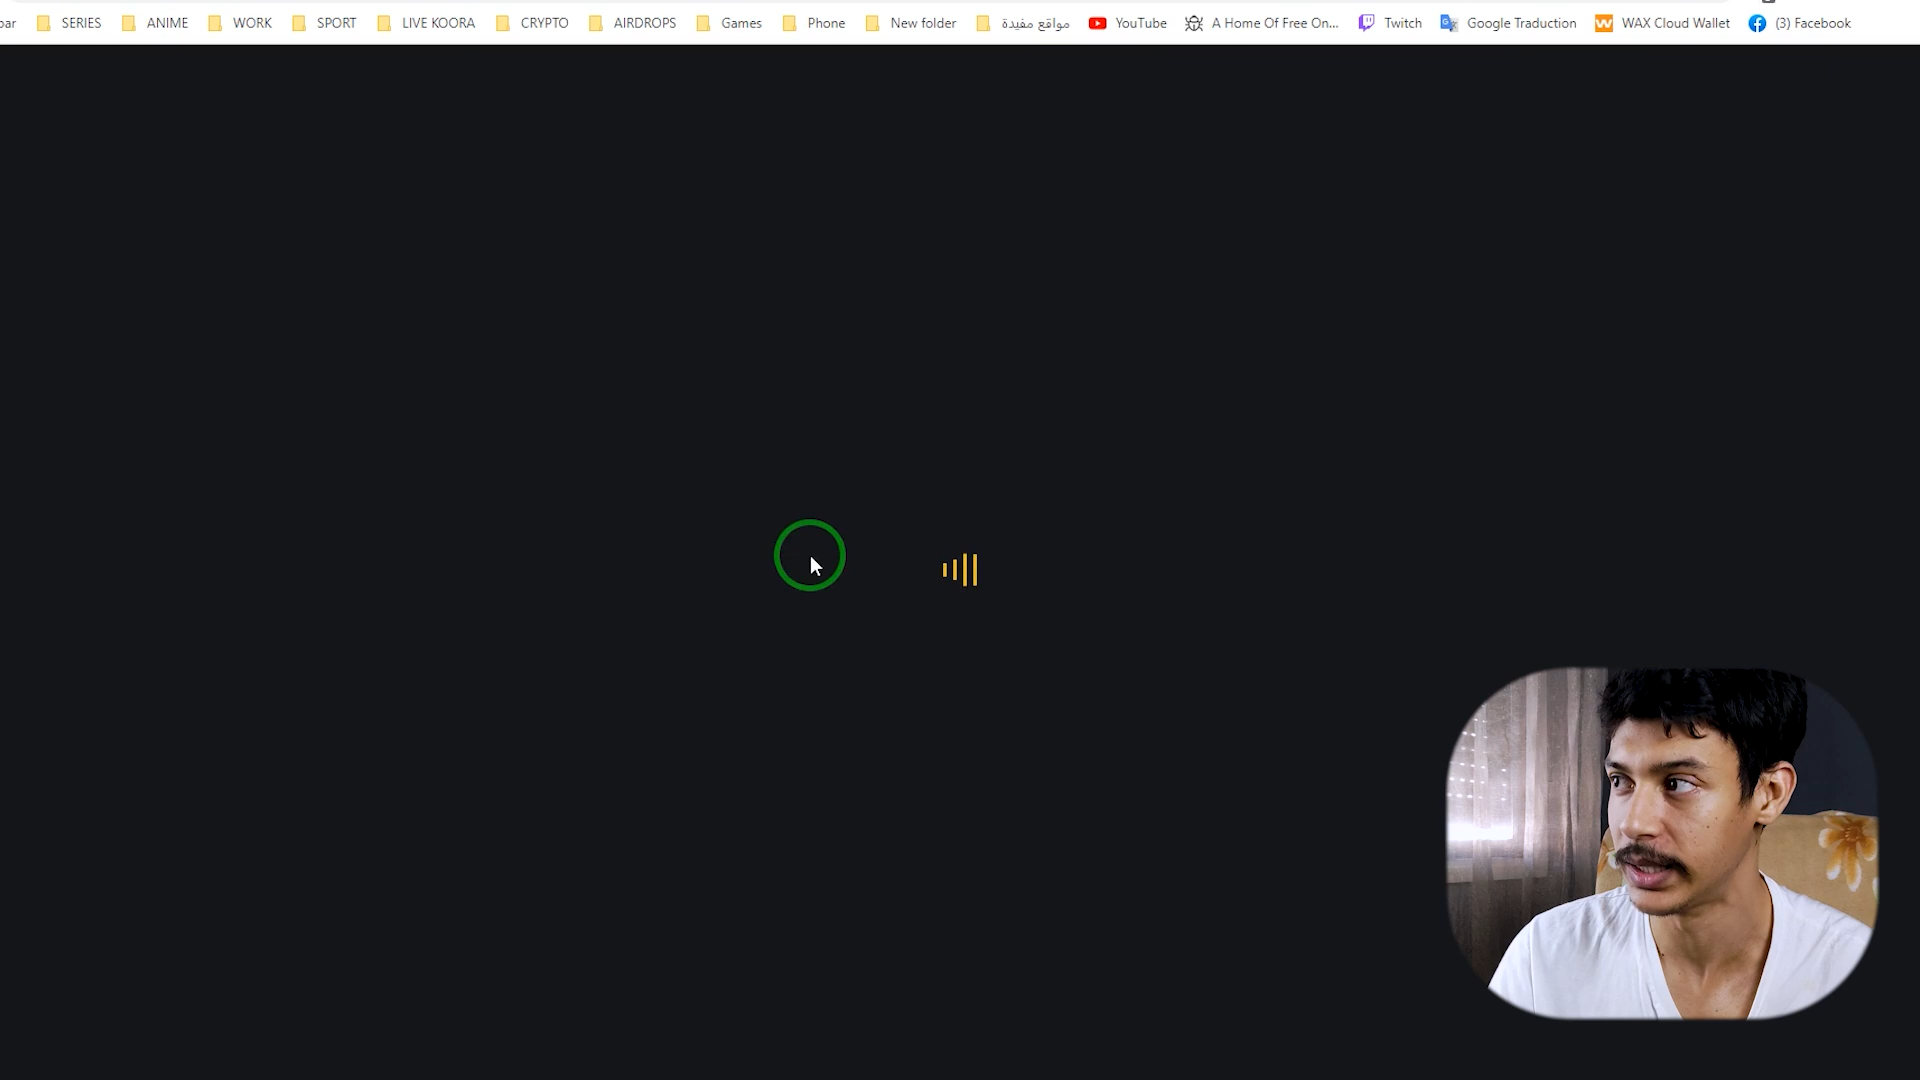 bar SERIES ANIME WORK SPORT LIVE KOORA CRYPTO AIRDROPS Games Phone New folder مواقع مفيدة YouTube A Home Of Free On... Twitch Google Traduction WAX Cloud Wallet (3) Facebook